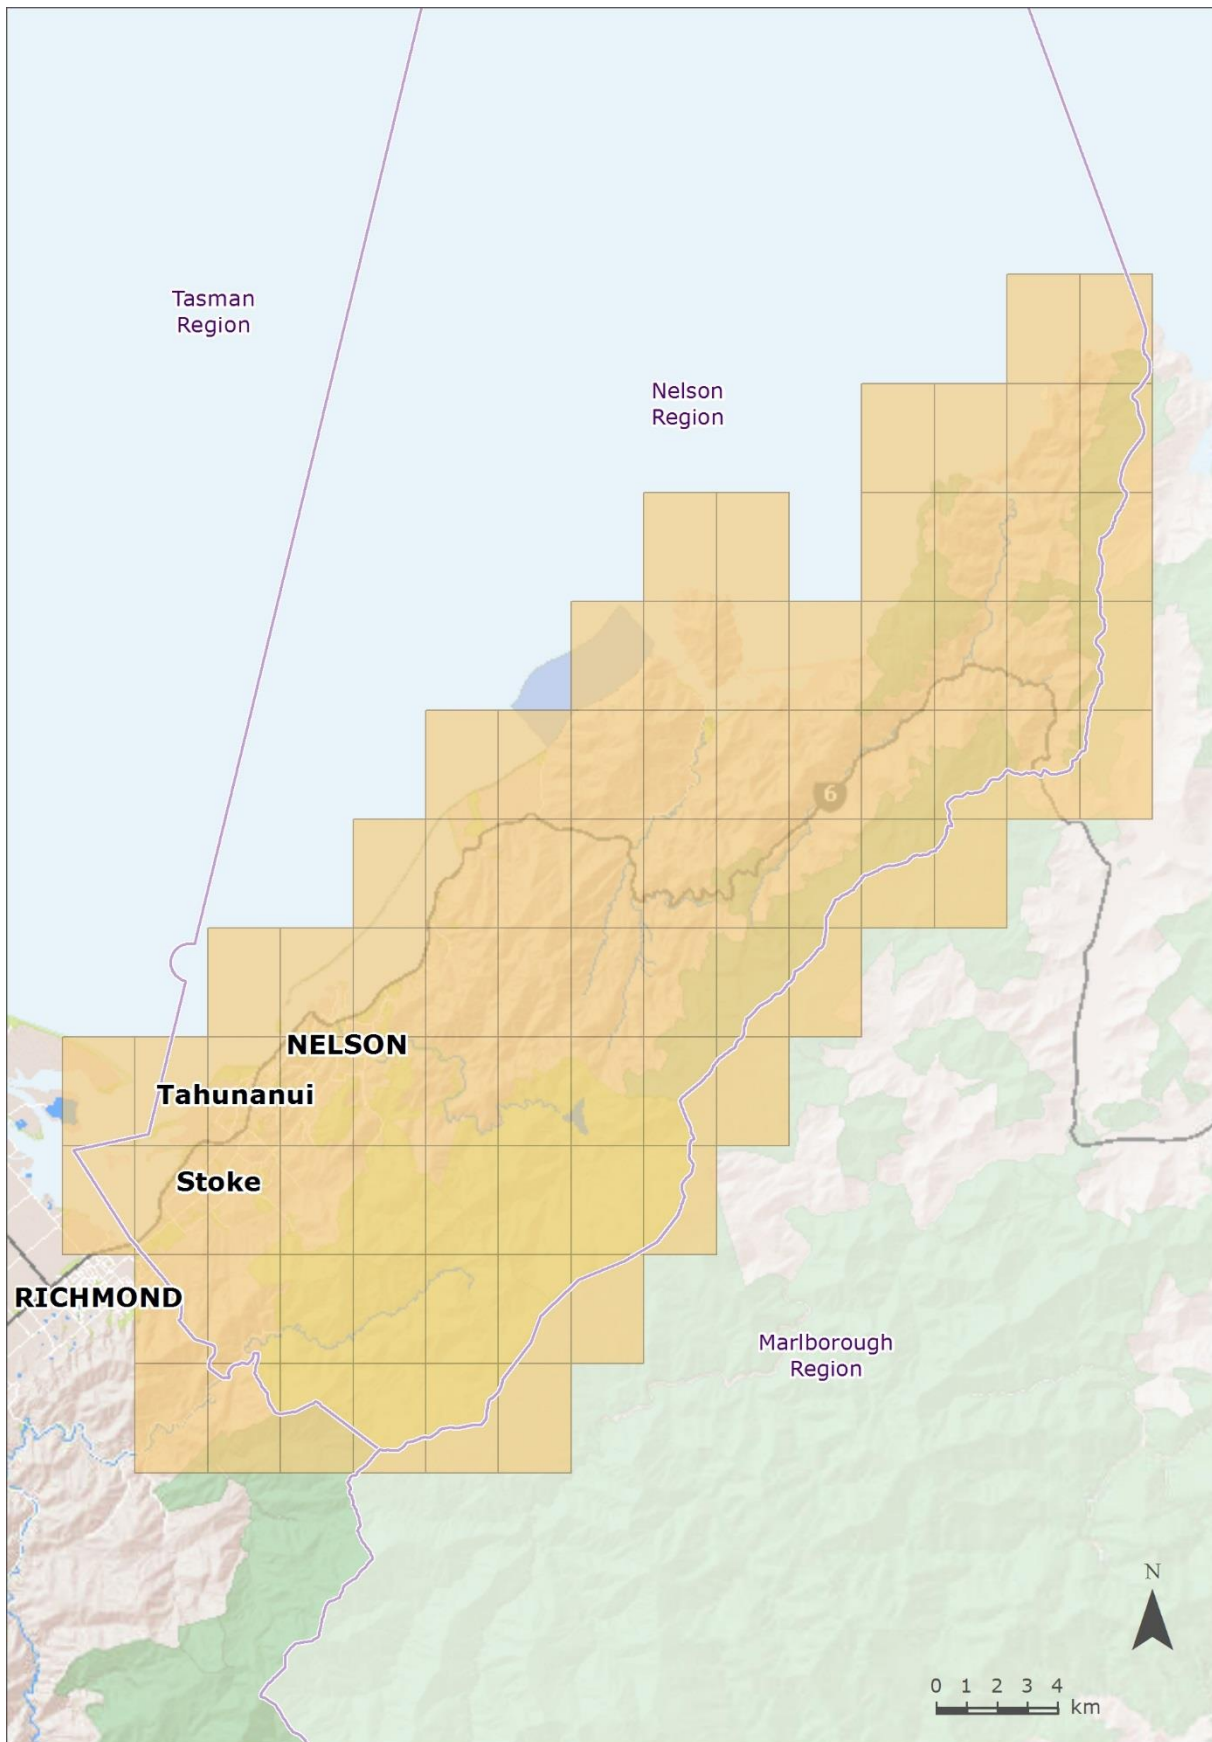 Tasman
Region
Nelson
Region
6
NELSON
Tahunanui
Stoke
RICHMOND
Marlborough
Region
N
0 1 2 3 4
km